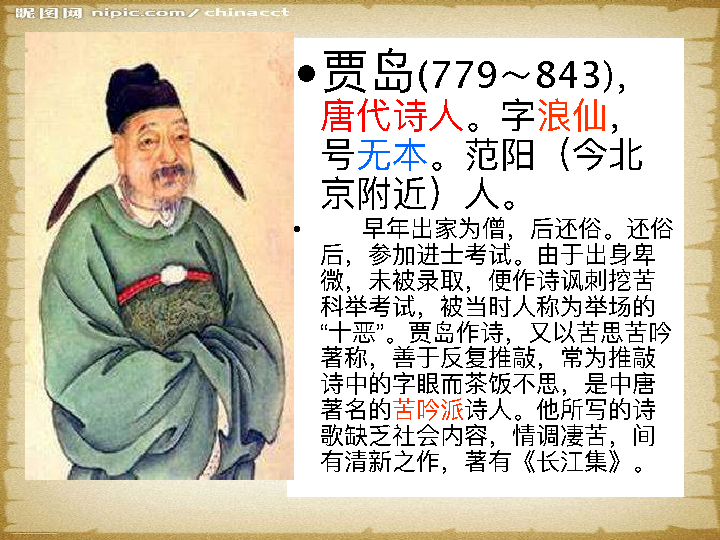 昵图网 nipic.com/chinacct
•贾岛(779～843)，
唐代诗人。字浪仙，
号无本。范阳（今北
京附近）人。
• 早年出家为僧，后还俗。还俗
后，参加进士考试。由于出身卑
微，未被录取，便作诗讽刺挖苦
科举考试，被当时人称为举场的
“十恶”。贾岛作诗，又以苦思苦吟
著称，善于反复推敲，常为推敲
诗中的字眼而茶饭不思，是中唐
著名的苦吟派诗人。他所写的诗
歌缺乏社会内容，情调凄苦，间
有清新之作，著有《长江集》。